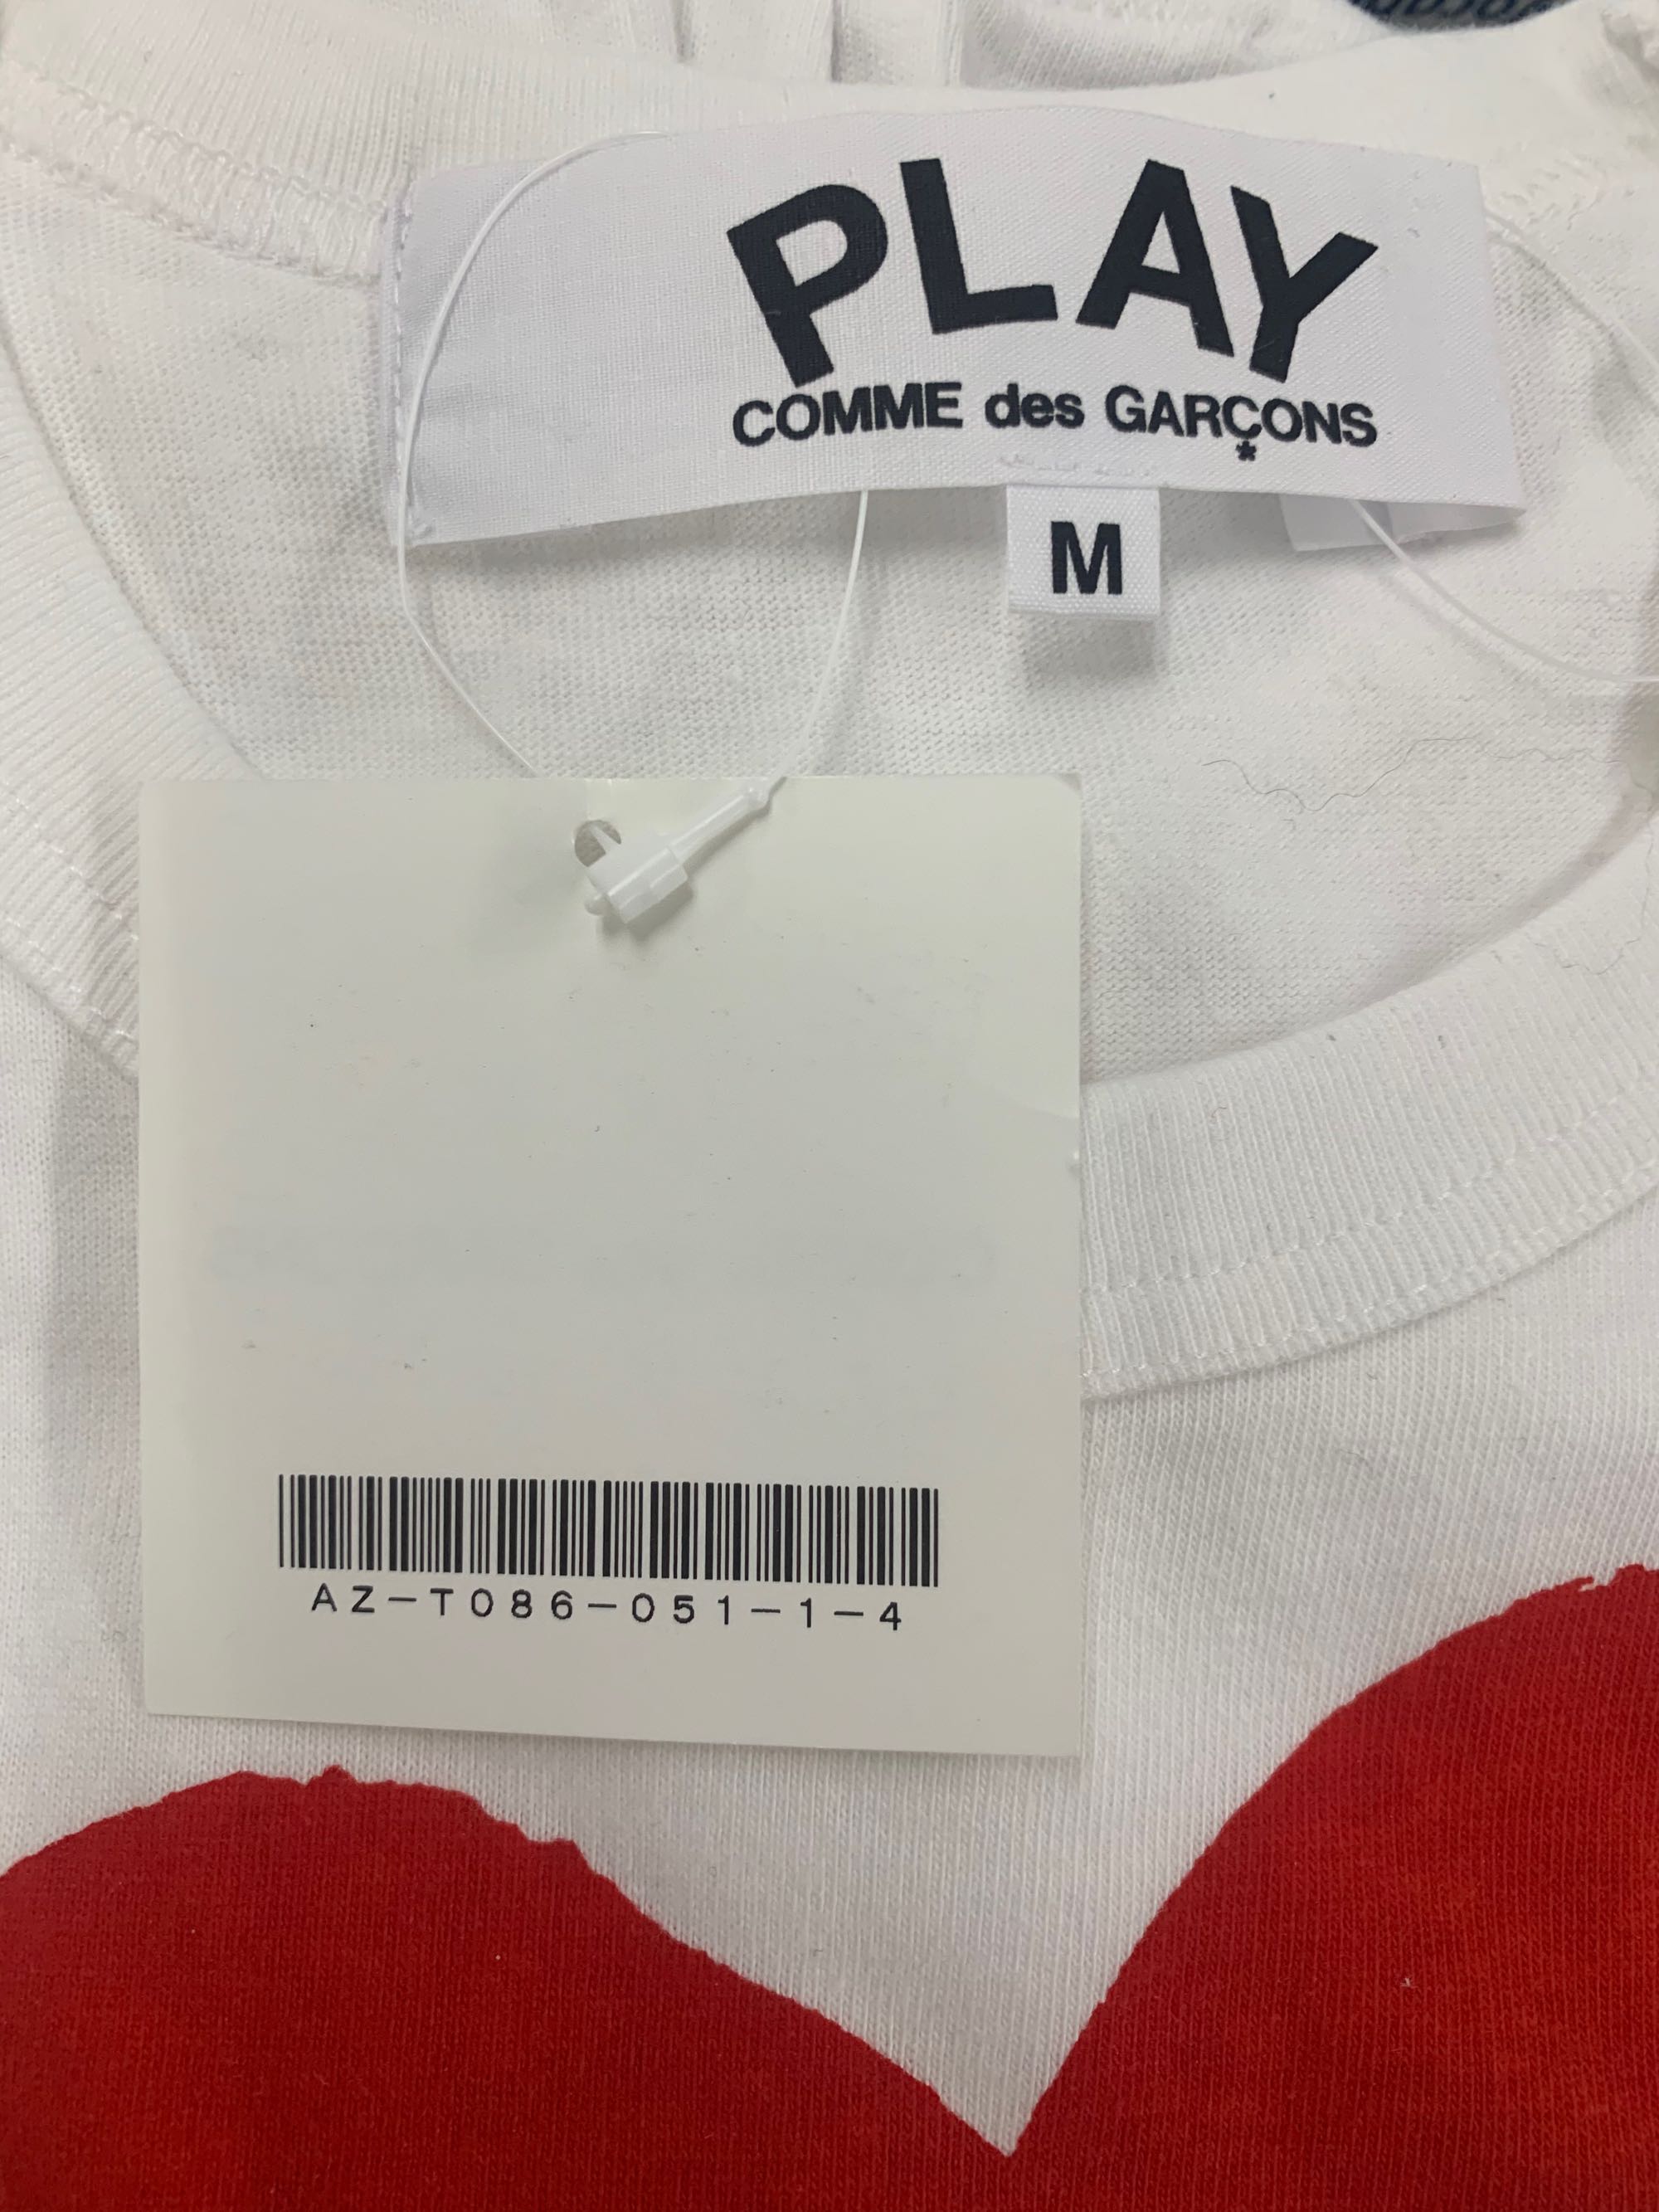 PLAY
COMME des GARÇONS
*
M
AZ-T086-051-1-4